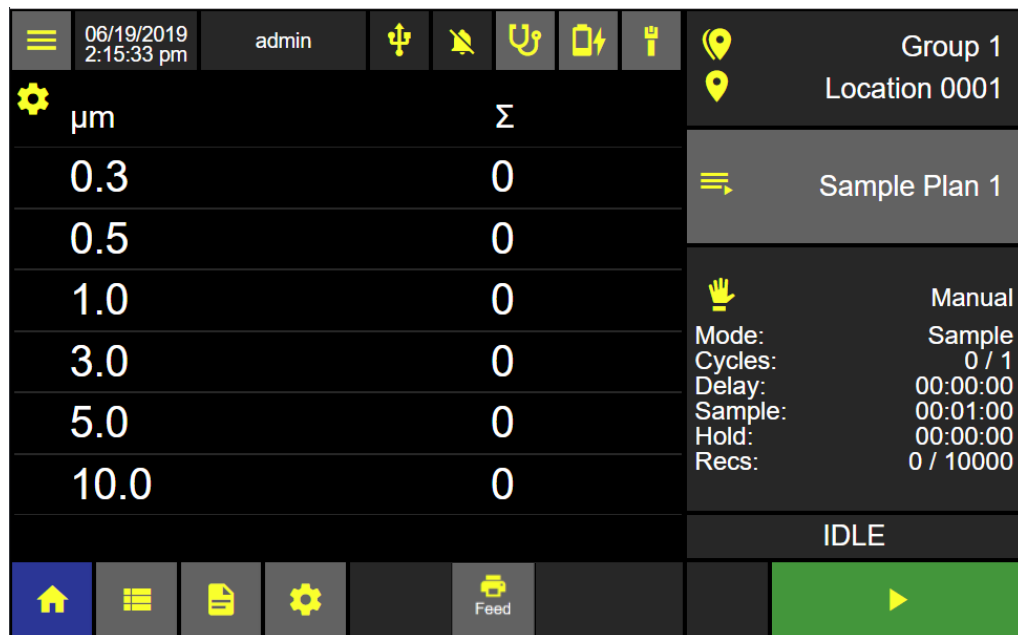 06/19/2019
2:15:33 pm
admin
Group 1
Location 0001
µm Σ
0.3 0
0.5 0
1.0 0
3.0 0
5.0 0
10.0 0
Sample Plan 1
Manual
Mode: Sample
Cycles: 0 / 1
Delay: 00:00:00
Sample: 00:01:00
Hold: 00:00:00
Recs: 0 / 10000
IDLE
Feed